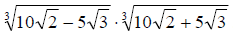 ∛(10√2 − 5√3) · ∛(10√2 + 5√3)